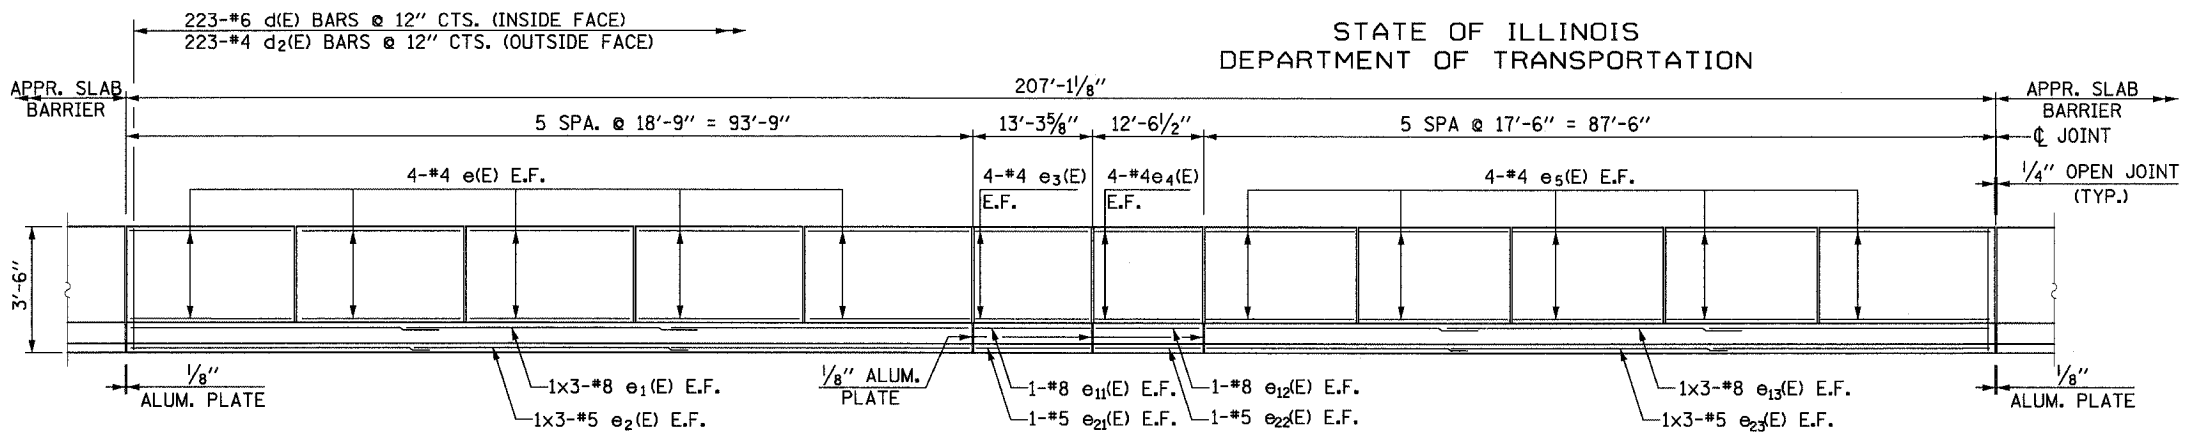 223-#6 d(E) BARS @ 12" CTS. (INSIDE FACE)
223-#4 d2(E) BARS @ 12" CTS. (OUTSIDE FACE)
STATE OF ILLINOIS
DEPARTMENT OF TRANSPORTATION
APPR. SLAB
BARRIER
207'-1 1/8"
APPR. SLAB
BARRIER
5 SPA. @ 18'-9" = 93'-9"
13'-3 5/8"
12'-6 1/2"
5 SPA @ 17'-6" = 87'-6"
℄ JOINT
4-#4 e(E) E.F.
4-#4 e3(E)
E.F.
4-#4e4(E)
E.F.
4-#4 e5(E) E.F.
1/4" OPEN JOINT
(TYP.)
3'-6"
1/8"
ALUM. PLATE
1x3-#8 e1(E) E.F.
1x3-#5 e2(E) E.F.
1/8" ALUM.
PLATE
1-#8 e11(E) E.F.
1-#5 e21(E) E.F.
1-#8 e12(E) E.F.
1-#5 e22(E) E.F.
1x3-#8 e13(E) E.F.
1x3-#5 e23(E) E.F.
1/8"
ALUM. PLATE